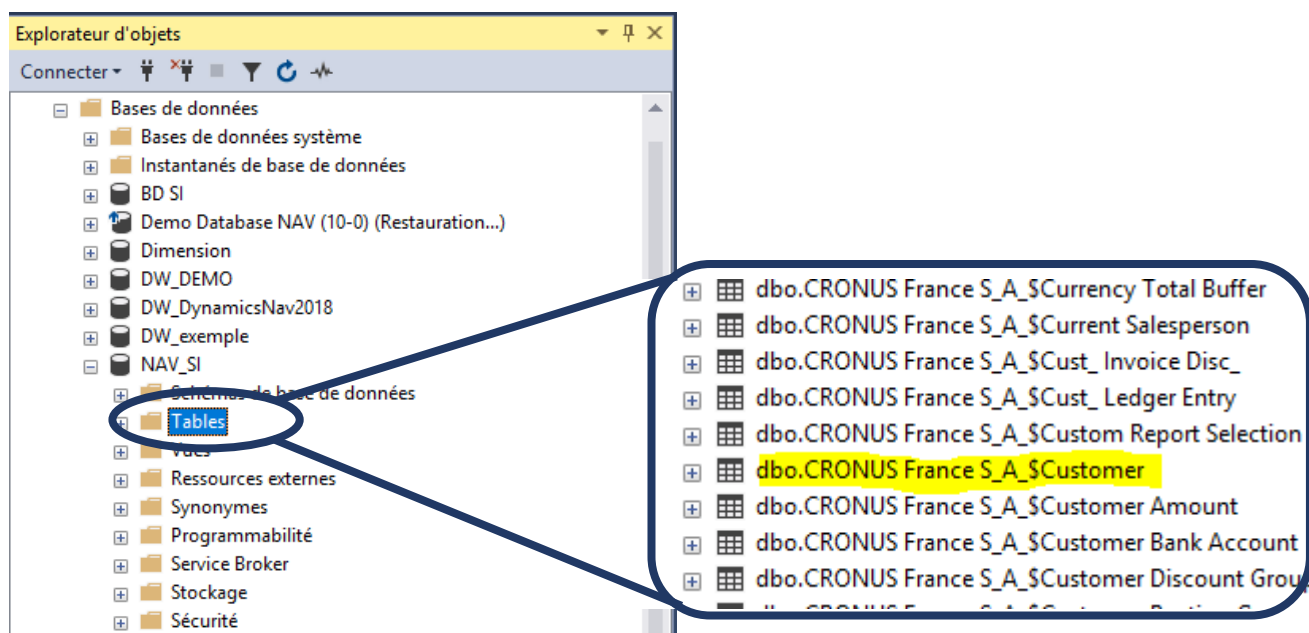 Explorateur d'objets
Connecter
Bases de données
Bases de données système
Instantanés de base de données
BD SI
Demo Database NAV (10-0) (Restauration...)
Dimension
DW_DEMO
DW_DynamicsNav2018
DW_exemple
NAV_SI
Schémas de base de données
Tables
Vues
Ressources externes
Synonymes
Programmabilité
Service Broker
Stockage
Sécurité
dbo.CRONUS France S_A_$Currency Total Buffer
dbo.CRONUS France S_A_$Current Salesperson
dbo.CRONUS France S_A_$Cust_ Invoice Disc_
dbo.CRONUS France S_A_$Cust_ Ledger Entry
dbo.CRONUS France S_A_$Custom Report Selection
dbo.CRONUS France S_A_$Customer
dbo.CRONUS France S_A_$Customer Amount
dbo.CRONUS France S_A_$Customer Bank Account
dbo.CRONUS France S_A_$Customer Discount Group